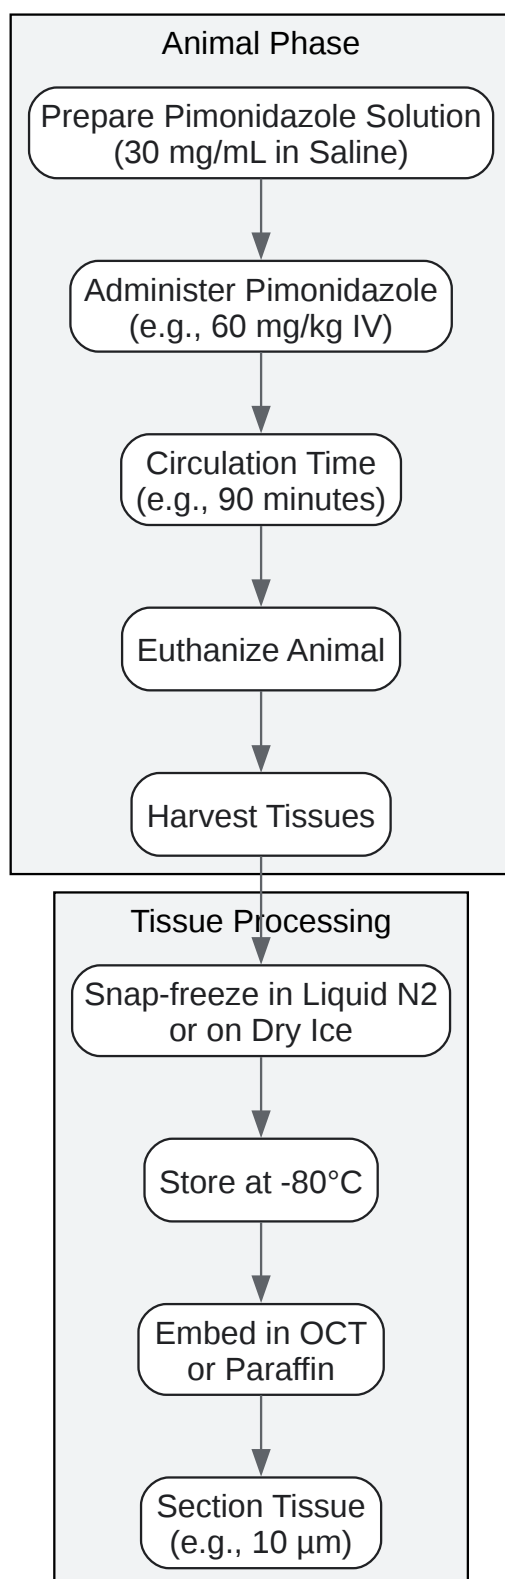 Animal Phase
Prepare Pimonidazole Solution
(30 mg/mL in Saline)
Administer Pimonidazole
(e.g., 60 mg/kg IV)
Circulation Time
(e.g., 90 minutes)
Euthanize Animal
Harvest Tissues
Tissue Processing
Snap-freeze in Liquid N2
or on Dry Ice
Store at -80°C
Embed in OCT
or Paraffin
Section Tissue
(e.g., 10 µm)